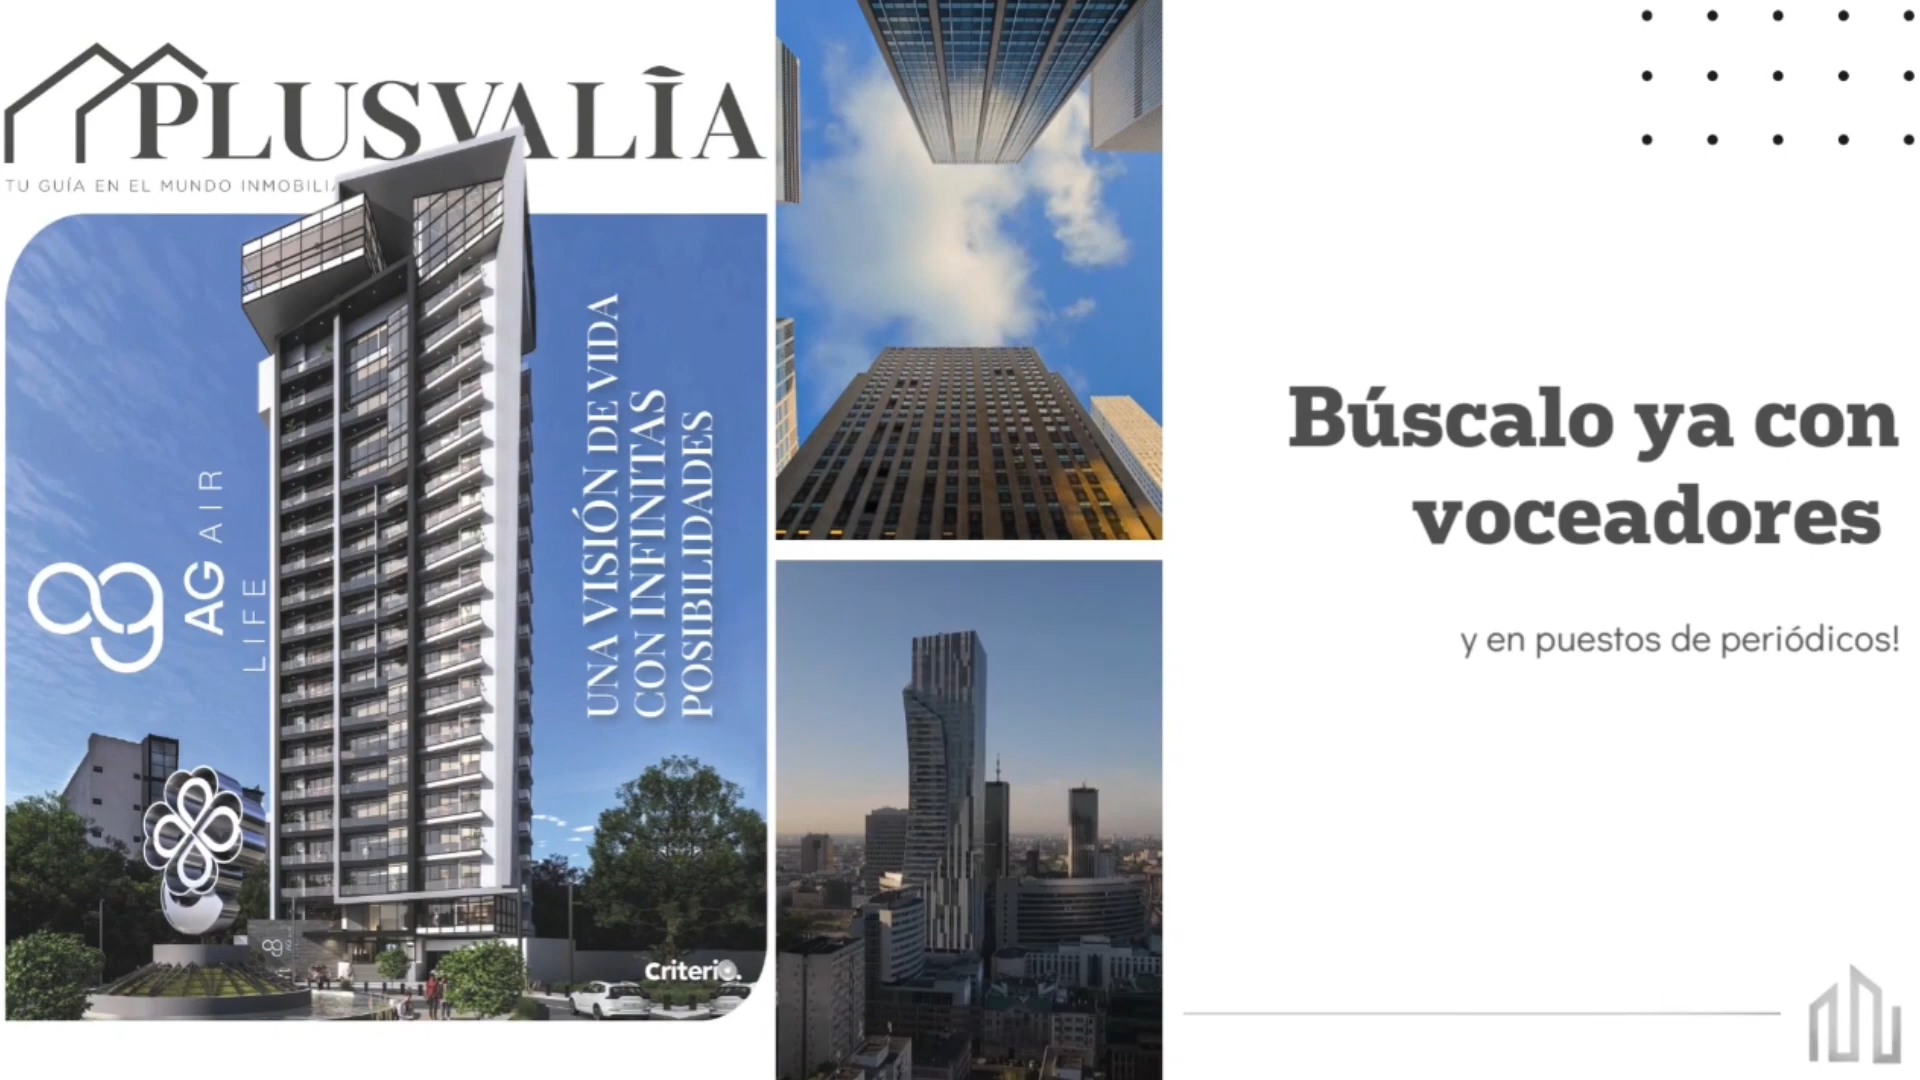 PLUSVALÍA
TU GUÍA EN EL MUNDO INMOBILIA
AG AIR
LIFE
UNA VISIÓN DE VIDA
CON INFINITAS
POSIBILIDADES
Criterio.
Búscalo ya con
voceadores
y en puestos de periódicos!